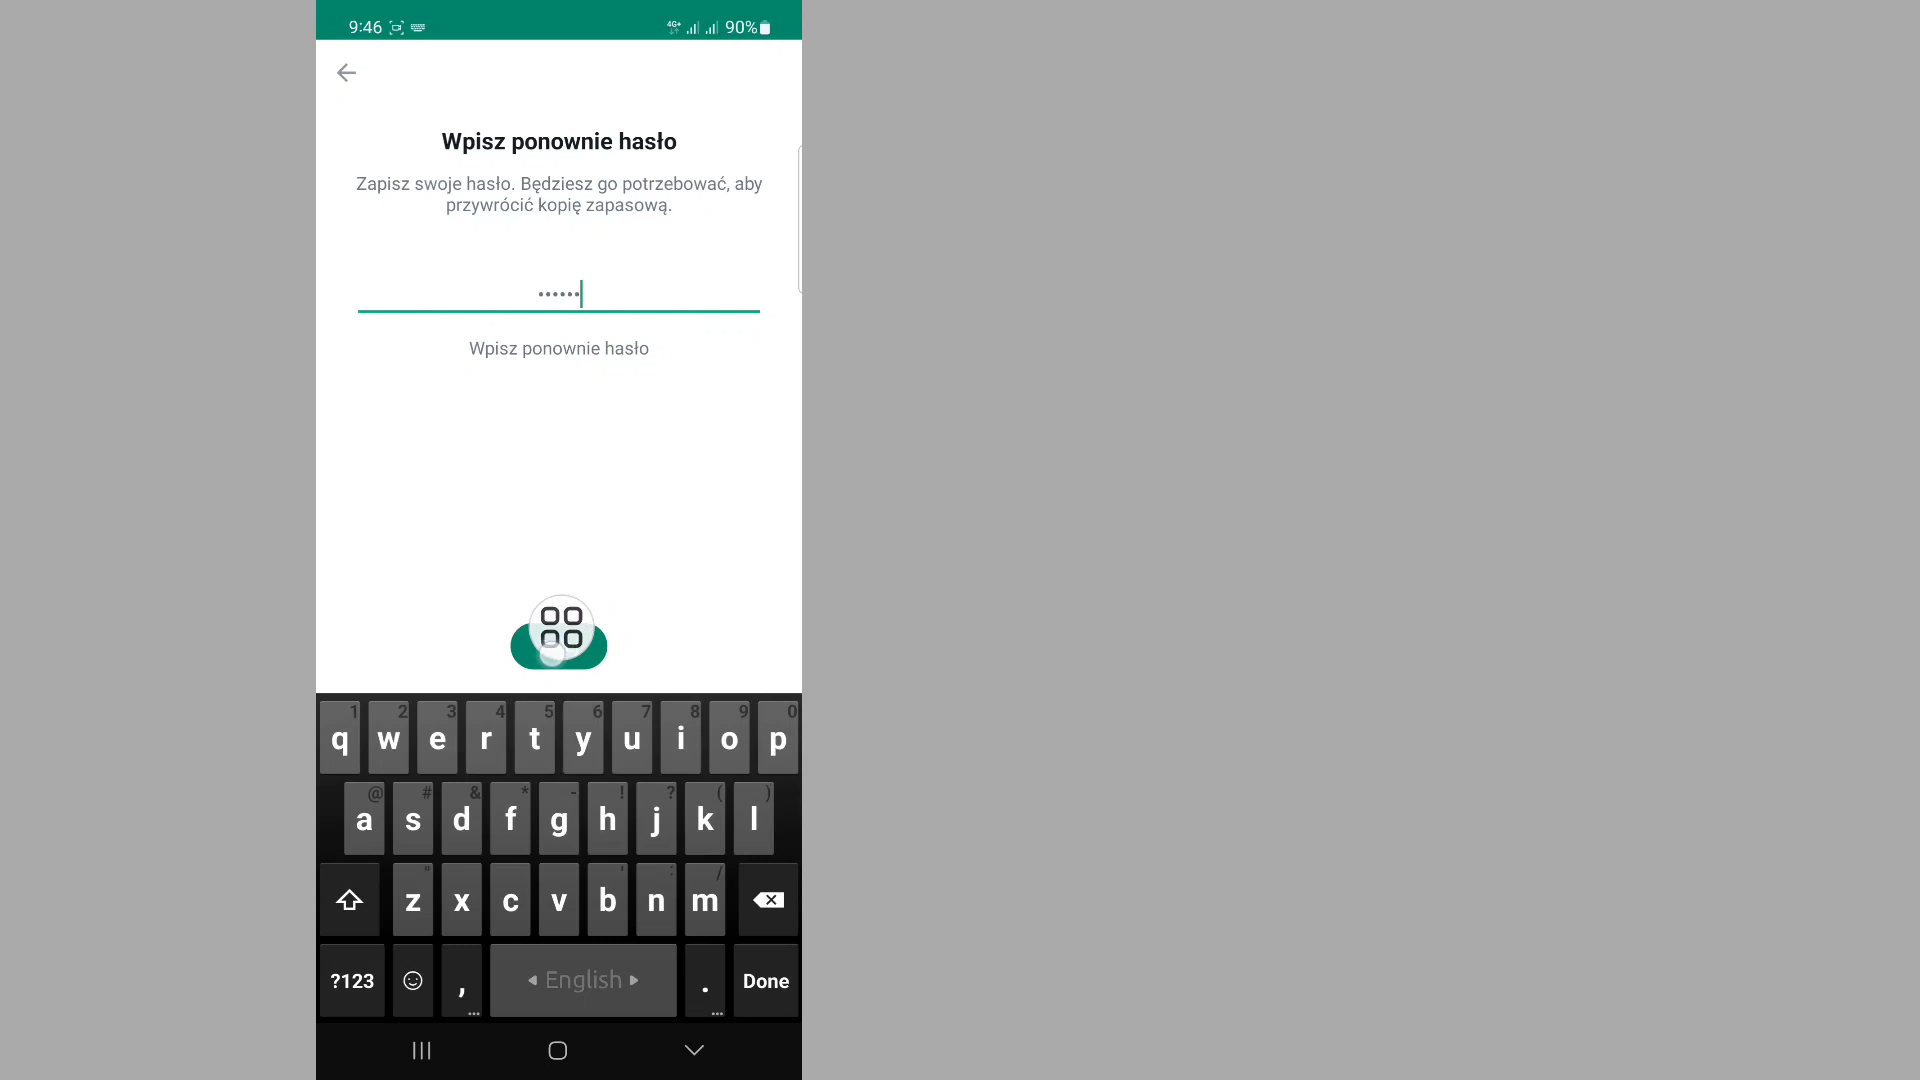 9:46
4G+
90%
Wpisz ponownie hasło
Zapisz swoje hasło. Będziesz go potrzebować, aby
przywrócić kopię zapasową.
••••••
Wpisz ponownie hasło
1 2 3 4 5 6 7 8 9 0
q w e r t y u i o p
@ # & * - ! ? ( )
a s d f g h j k l
" ' : /
z x c v b n m
?123 , English . Done